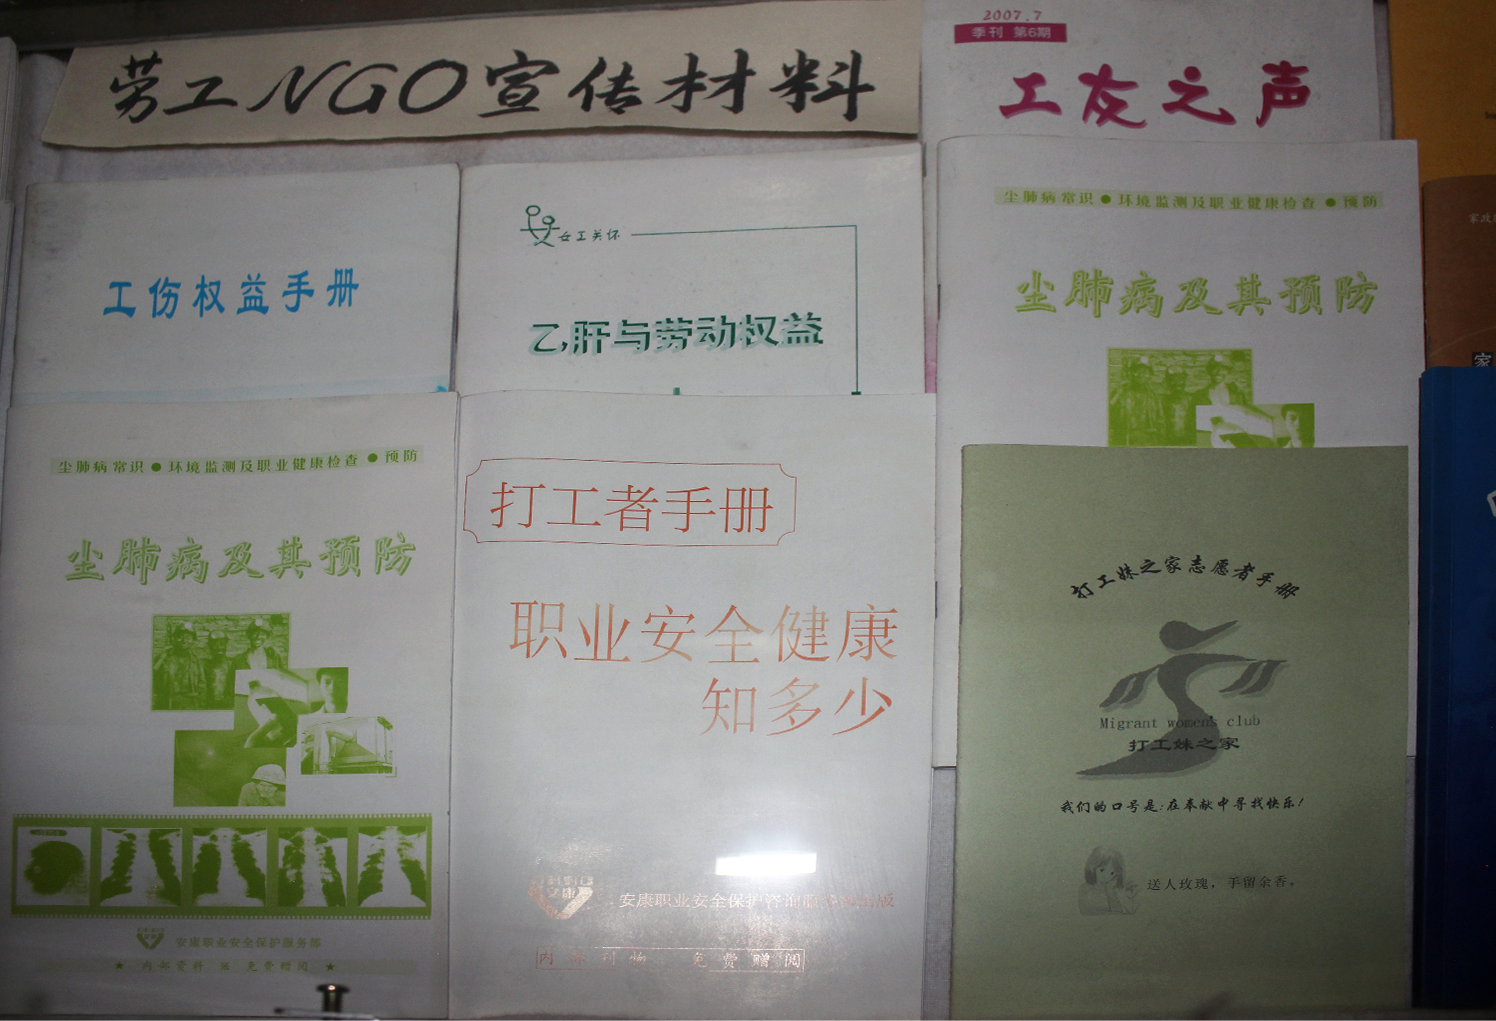 劳工NGO宣传材料
2007.7
季刊 第6期
工友之声
工伤权益手册
女工关怀
乙肝与劳动权益
尘肺病常识●环境监测及职业健康检查●预防
尘肺病及其预防
家政
家
尘肺病常识●环境监测及职业健康检查●预防
尘肺病及其预防
安康职业安全保护服务部
★ 内部资料 免费赠阅 ★
打工者手册
职业安全健康
知多少
安康职业安全保护咨询服务部出版
内部刊物 免费赠阅
打工妹之家志愿者手册
Migrant women's club
打工妹之家
我们的口号是:在奉献中寻找快乐!
送人玫瑰,手留余香。